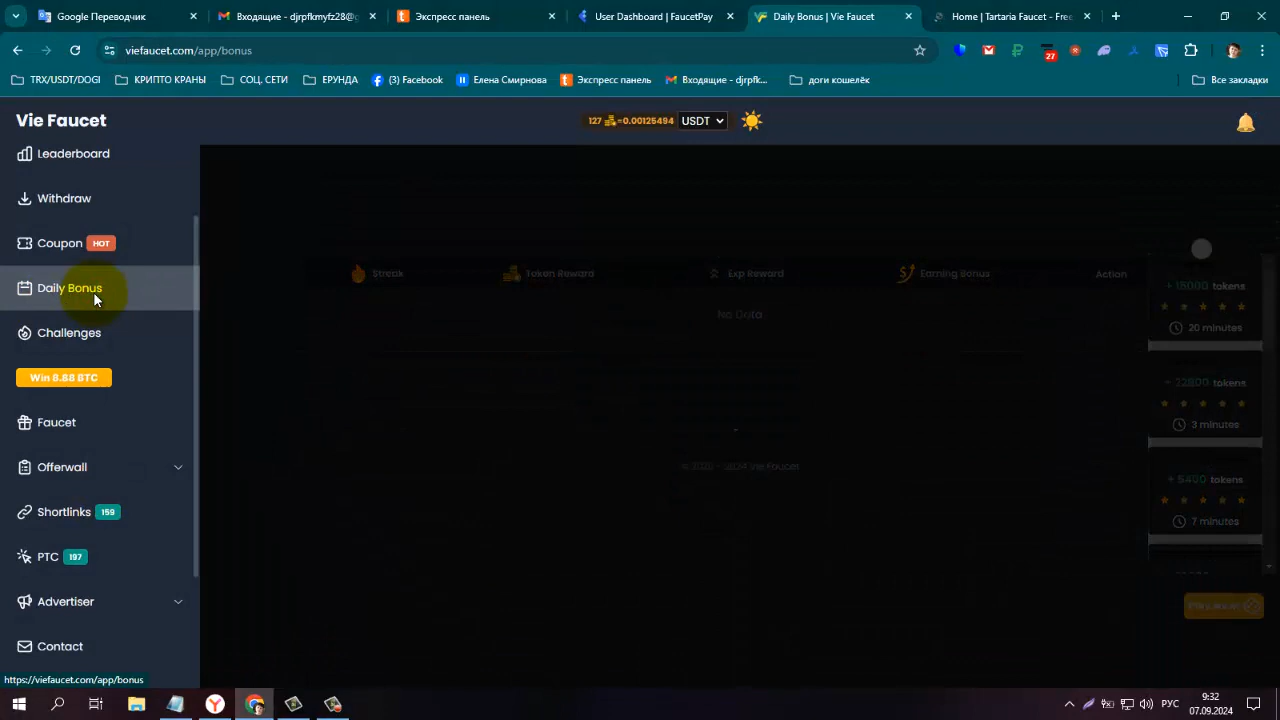 Google Переводчик
Входящие - djrpfkmyfz28@g
Экспресс панель
User Dashboard | FaucetPay
Daily Bonus | Vie Faucet
Home | Tartaria Faucet - Free
viefaucet.com/app/bonus
27
TRX/USDT/DOGI
КРИПТО КРАНЫ
СОЦ. СЕТИ
ЕРУНДА
(3) Facebook
Елена Смирнова
Экспресс панель
Входящие - djrpfk...
доги кошелёк
Все закладки
Vie Faucet
127 =0.00125494 USDT
Leaderboard
Withdraw
Coupon HOT
Daily Bonus
Challenges
Win 8.88 BTC
Faucet
Offerwall
Shortlinks 159
PTC 197
Advertiser
Contact
Streak
Token Reward
Exp Reward
Earning Bonus
Action
No Data
+ 15000 tokens
20 minutes
3 minutes
+ 5400 tokens
7 minutes
https://viefaucet.com/app/bonus
РУС
9:32
07.09.2024